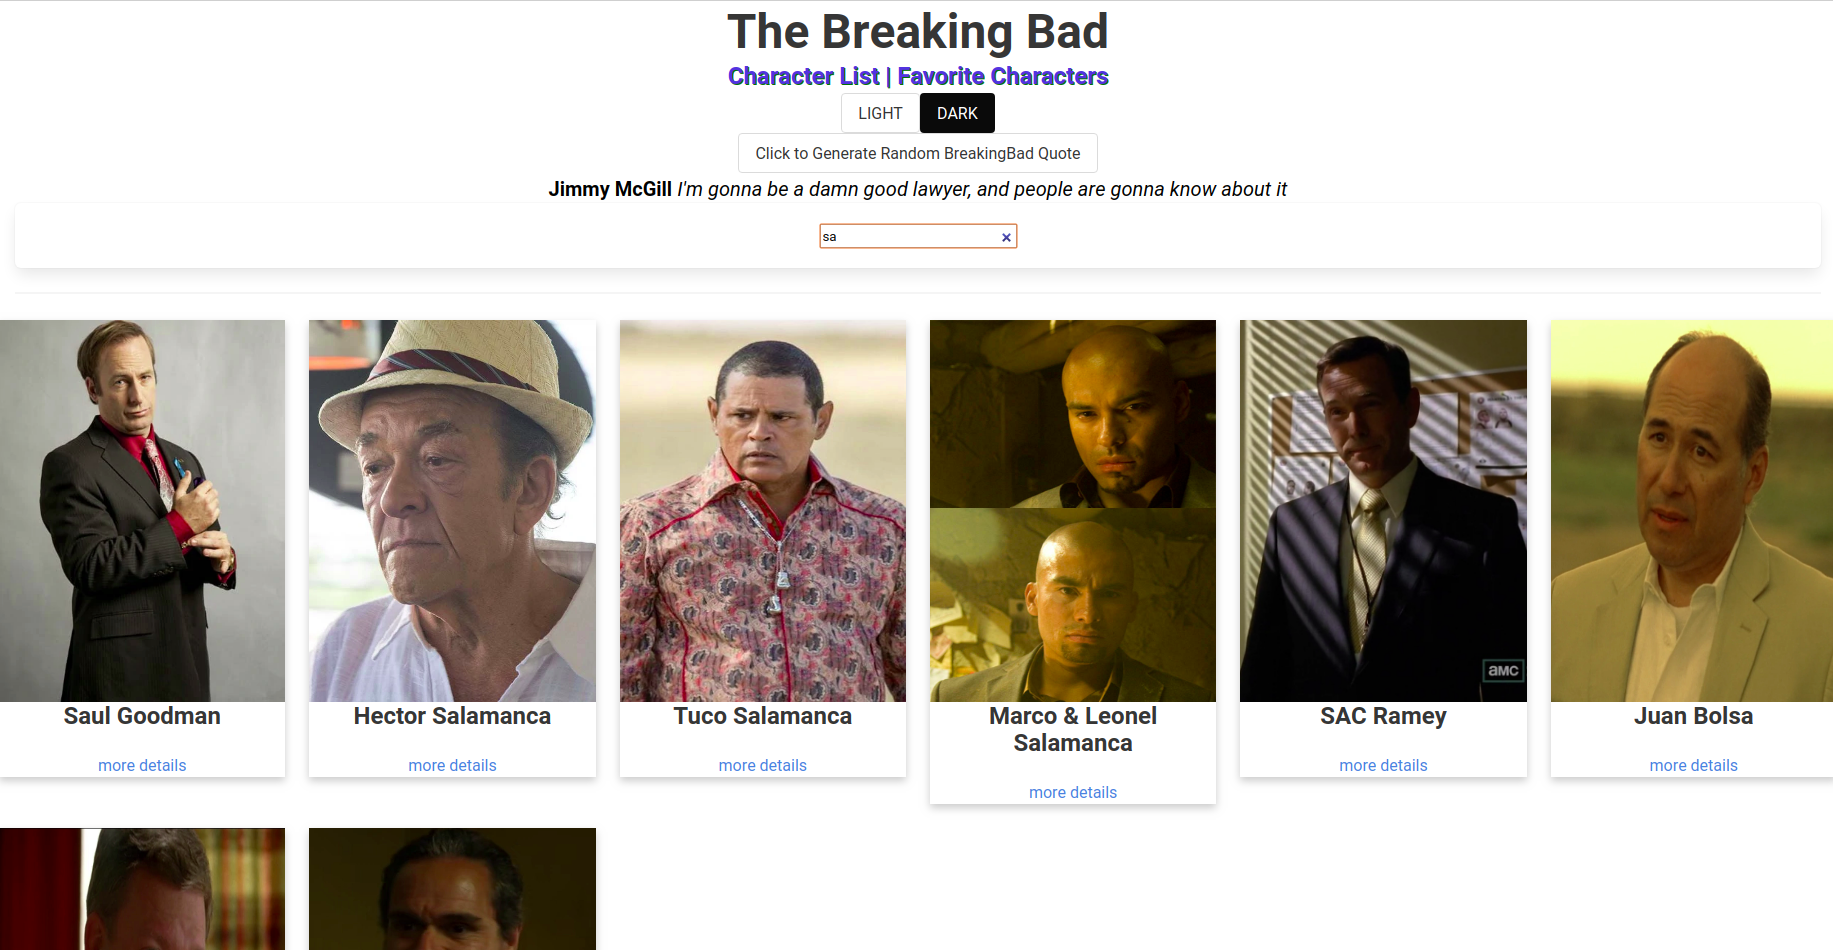 The Breaking Bad
Character List | Favorite Characters
LIGHT DARK
Click to Generate Random BreakingBad Quote
Jimmy McGill I'm gonna be a damn good lawyer, and people are gonna know about it
sa ×
aMC
Saul Goodman
more details
Hector Salamanca
more details
Tuco Salamanca
more details
Marco & Leonel
Salamanca
more details
SAC Ramey
more details
Juan Bolsa
more details